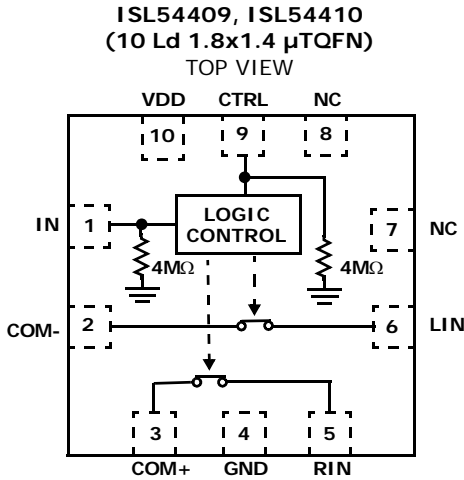 ISL54409, ISL54410
(10 Ld 1.8x1.4 µTQFN)
TOP VIEW
VDD CTRL NC
10 9 8
IN 1 LOGIC CONTROL 7 NC
4MΩ 4MΩ
COM- 2 6 LIN
3 4 5
COM+ GND RIN